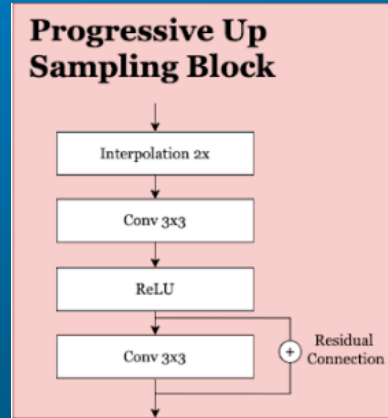 Progressive Up
Sampling Block
Interpolation 2x
Conv 3x3
ReLU
Conv 3x3
+
Residual
Connection